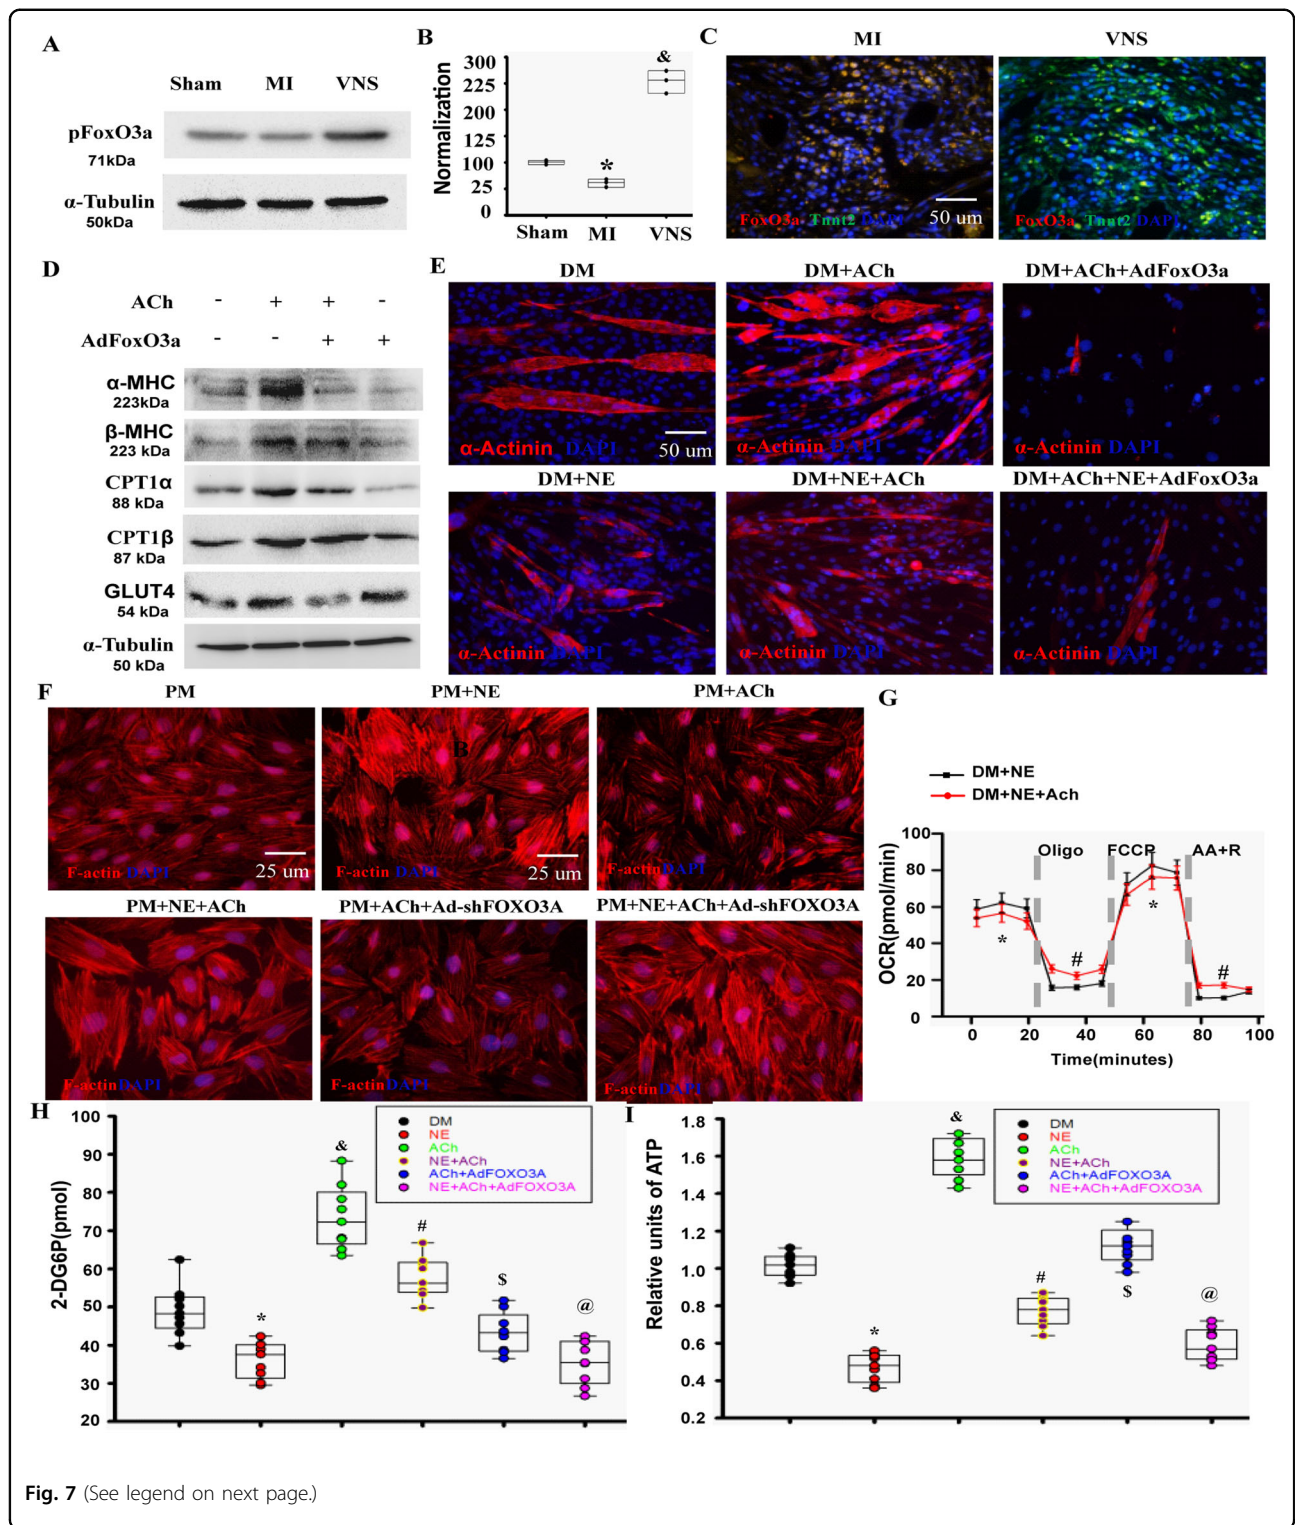 A
Sham MI VNS
pFoxO3a
71kDa
α-Tubulin
50kDa
B
&
300
225
175
125
100
25
0
Normalization
*
Sham MI VNS
C
MI VNS
FoxO3a Tnnt2 DAPI
50 um
FoxO3a Tnnt2 DAPI
D
ACh - + + -
AdFoxO3a - - + +
α-MHC
223kDa
β-MHC
223 kDa
CPT1α
88 kDa
CPT1β
87 kDa
GLUT4
54 kDa
α-Tubulin
50 kDa
E
DM DM+ACh DM+ACh+AdFoxO3a
α-Actinin DAPI
50 um
α-Actinin DAPI
α-Actinin DAPI
DM+NE DM+NE+ACh DM+ACh+NE+AdFoxO3a
α-Actinin DAPI
α-Actinin DAPI
α-Actinin DAPI
F
PM PM+NE PM+ACh
B
F-actin DAPI
25 um
F-actin DAPI
25 um
F-actin DAPI
PM+NE+ACh PM+ACh+Ad-shFOXO3A PM+NE+ACh+Ad-shFOXO3A
F-actin DAPI
F-actin DAPI
F-actin DAPI
G
DM+NE
DM+NE+Ach
100
80
60
40
20
0
OCR(pmol/min)
Oligo FCCP AA+R
* # * #
0 20 40 60 80 100
Time(minutes)
H
100
90
80
70
60
50
40
30
20
2-DG6P(pmol)
DM
NE
ACh
NE+ACh
ACh+AdFOXO3A
NE+ACh+AdFOXO3A
* & # $ @
I
1.8
1.6
1.4
1.2
1.0
0.8
0.6
0.4
0.2
Relative units of ATP
DM
NE
ACh
NE+ACh
ACh+AdFOXO3A
NE+ACh+AdFOXO3A
* & # $ @
Fig. 7 (See legend on next page.)